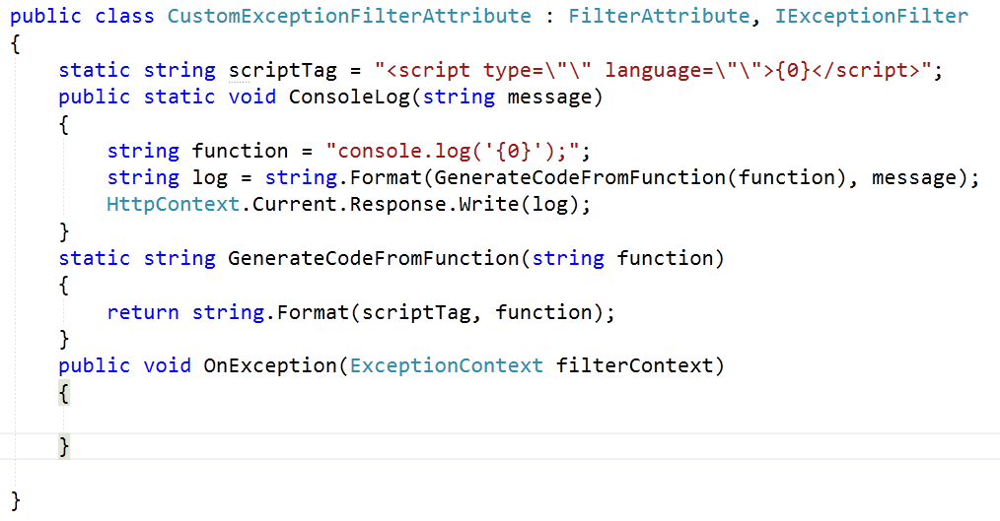 public class CustomExceptionFilterAttribute : FilterAttribute, IExceptionFilter
{
    static string scriptTag = "<script type=\"\" language=\"\">{0}</script>";
    public static void ConsoleLog(string message)
    {
        string function = "console.log('{0}');";
        string log = string.Format(GenerateCodeFromFunction(function), message);
        HttpContext.Current.Response.Write(log);
    }
    static string GenerateCodeFromFunction(string function)
    {
        return string.Format(scriptTag, function);
    }
    public void OnException(ExceptionContext filterContext)
    {
    }
}